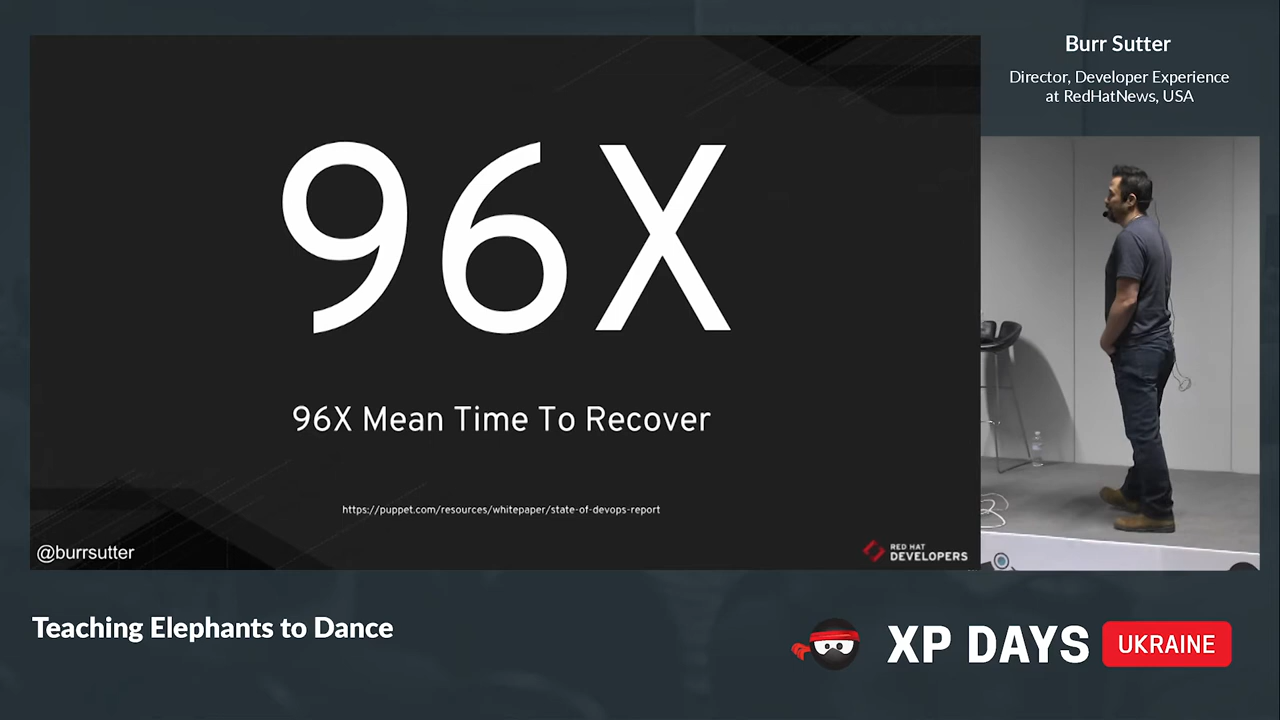 96X
96X Mean Time To Recover
https://puppet.com/resources/whitepaper/state-of-devops-report
@burrsutter
RED HAT
DEVELOPERS
Burr Sutter
Director, Developer Experience
at RedHatNews, USA
Teaching Elephants to Dance
XP DAYS UKRAINE